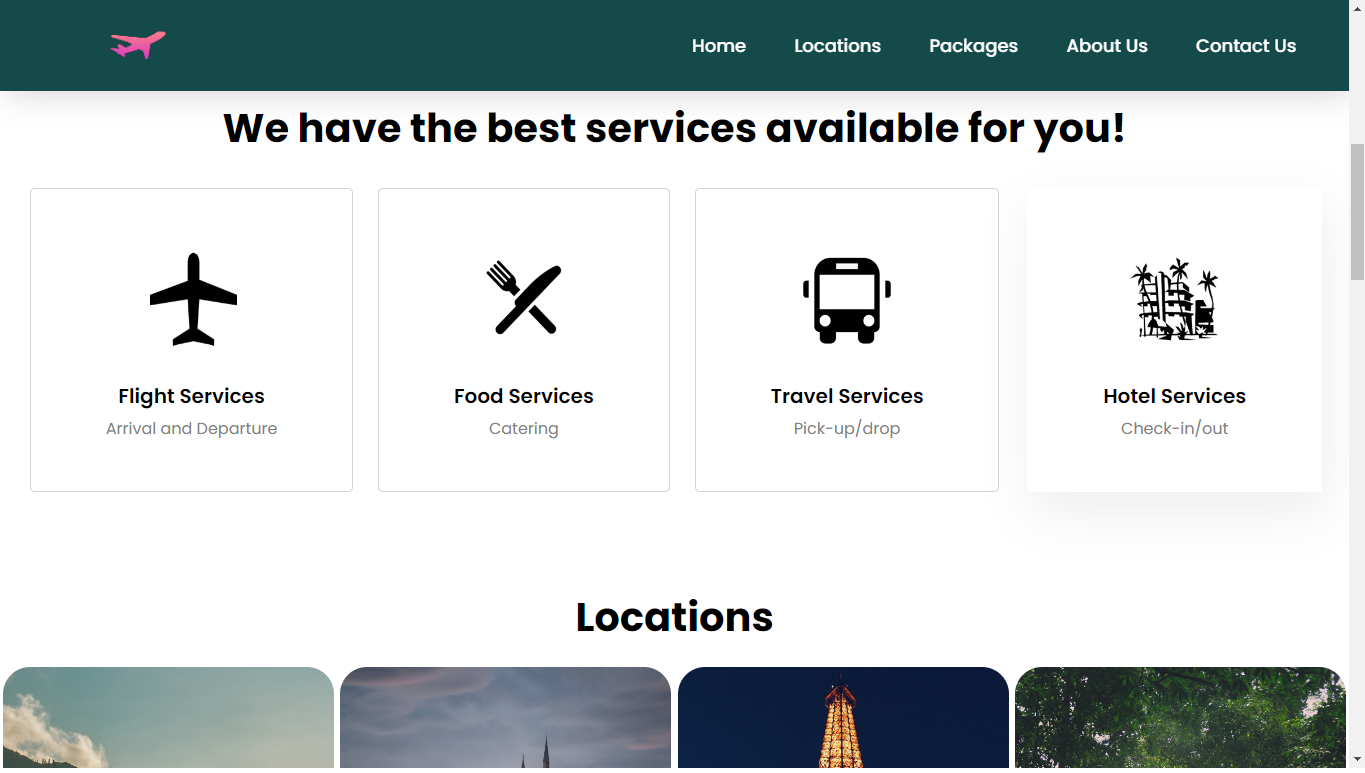 Home Locations Packages About Us Contact Us
We have the best services available for you!
Flight Services
Arrival and Departure
Food Services
Catering
Travel Services
Pick-up/drop
Hotel Services
Check-in/out
Locations